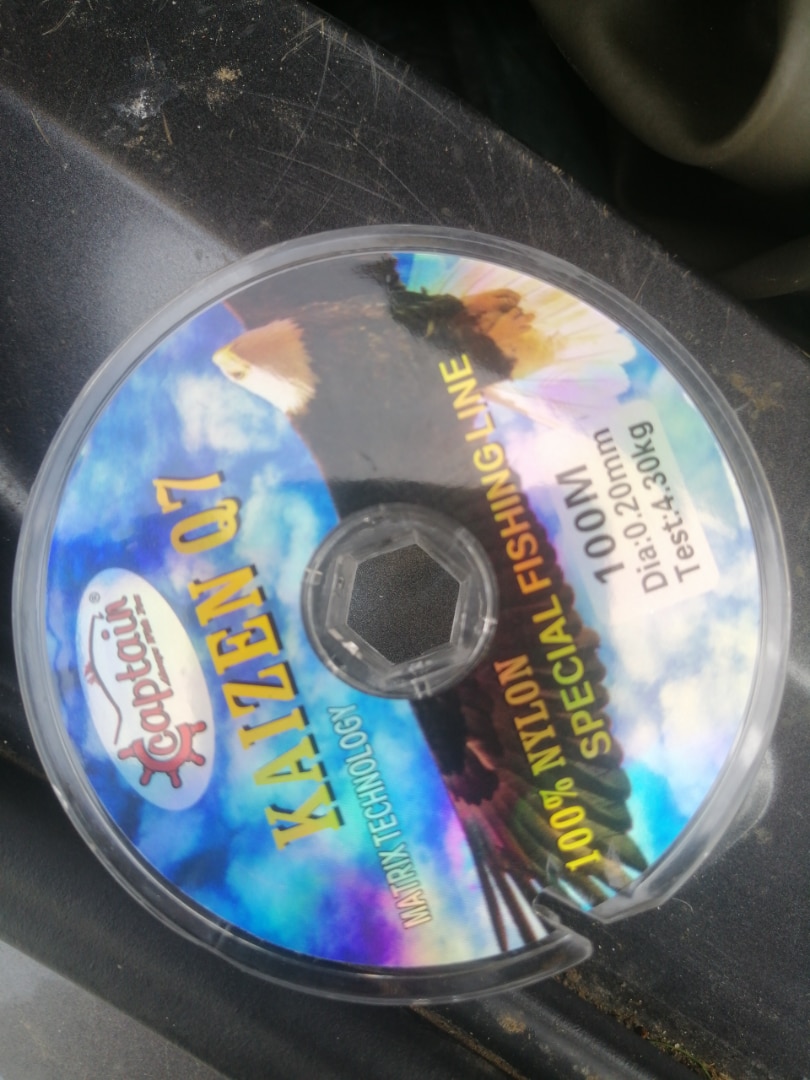 Captain®
KAIZEN Q7
MATRIX TECHNOLOGY
100% NYLON
SPECIAL FISHING LINE
100M
Dia:0.20mm
Test:4.30kg